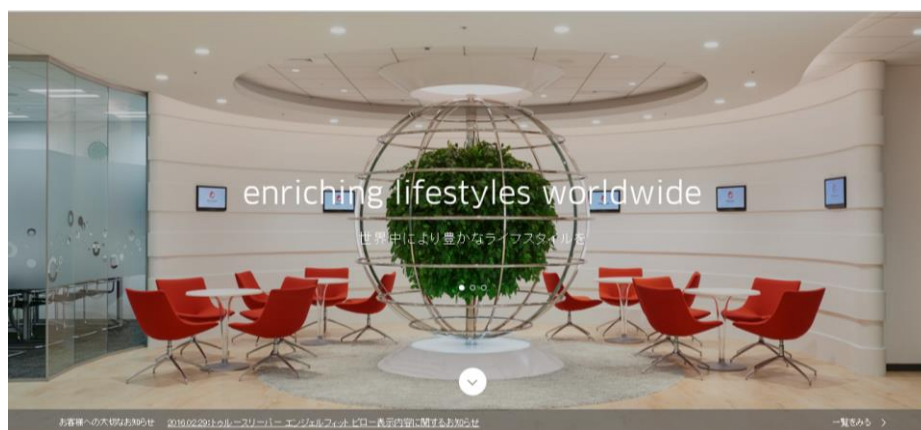 enriching lifestyles worldwide
世界中により豊かなライフスタイルを
お客様への大切なお知らせ 2016.02.29トゥルースリーパー エンジェルフィット ピロー表示内容に関するお知らせ 一覧をみる